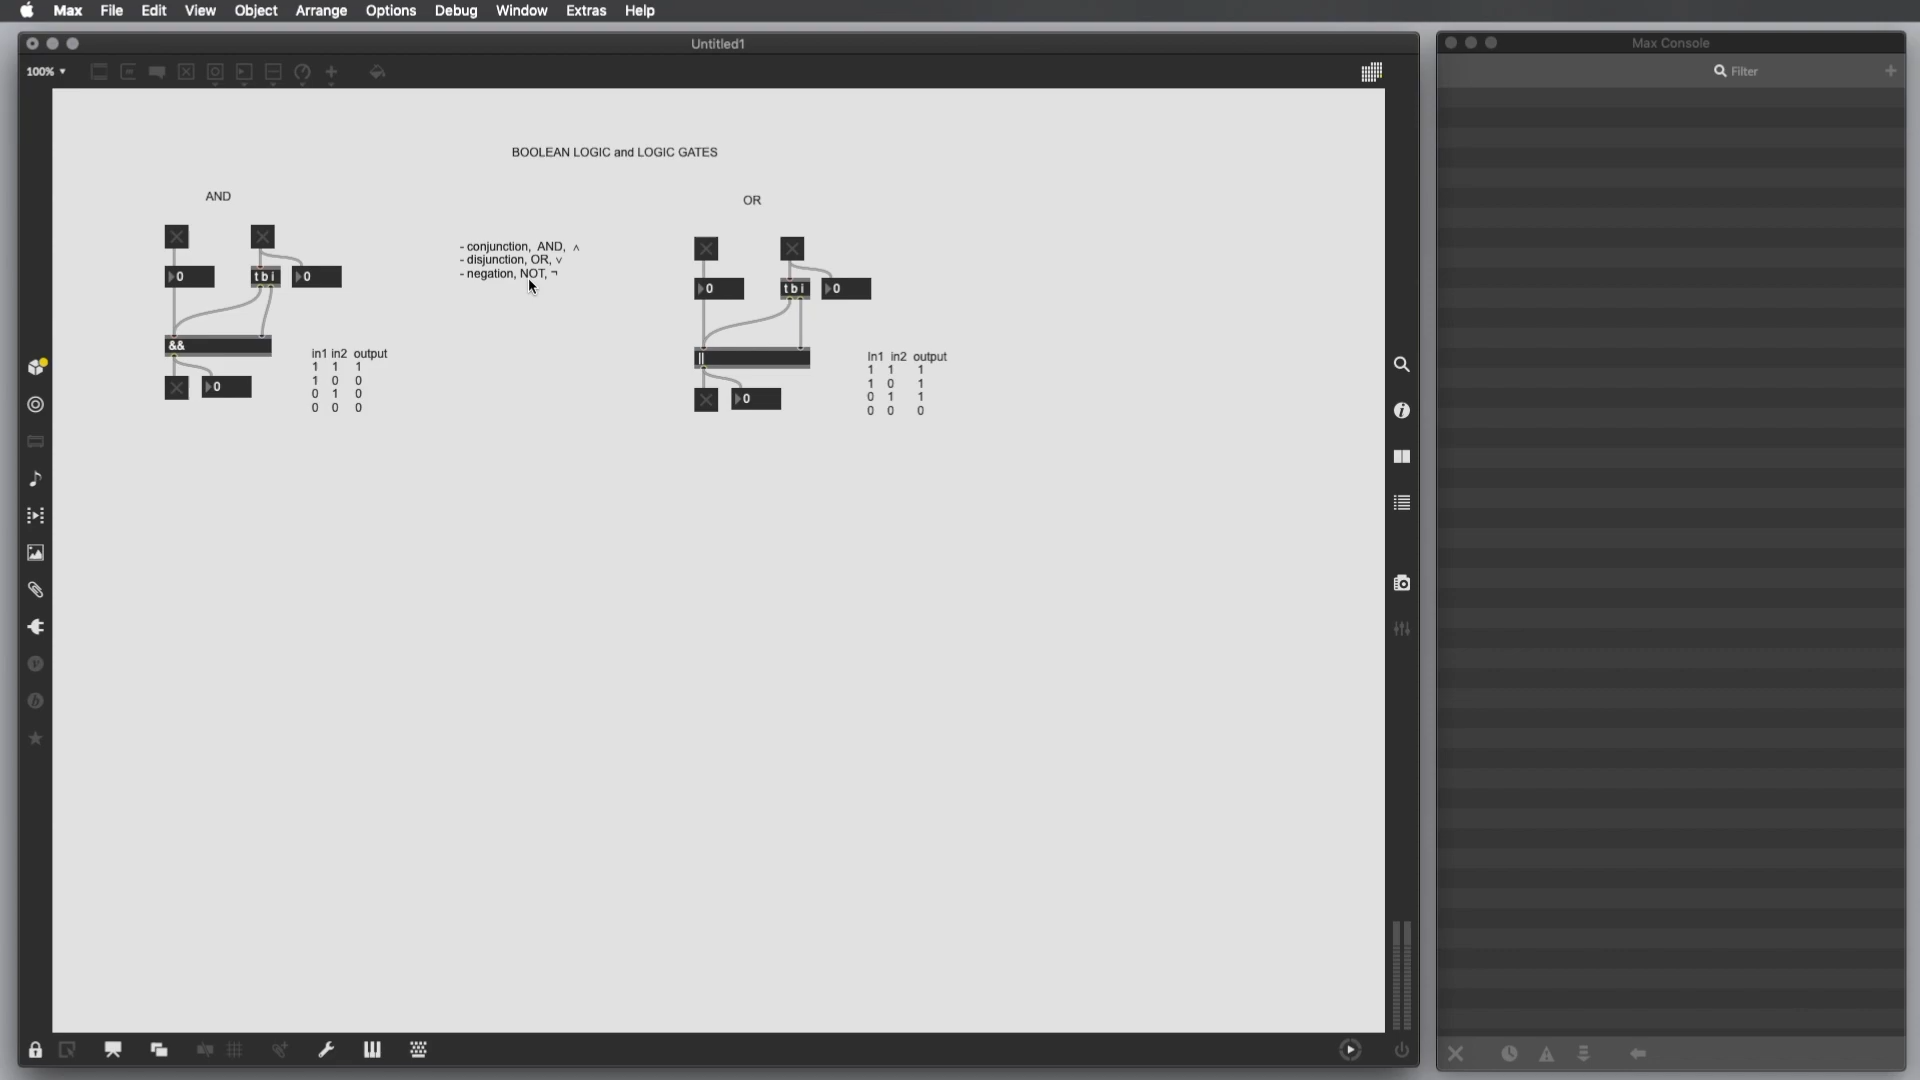 Max File Edit View Object Arrange Options Debug Window Extras Help
Untitled1
Max Console
100%
Filter
BOOLEAN LOGIC and LOGIC GATES
AND
OR
- conjunction, AND, ∧
- disjunction, OR, ∨
- negation, NOT, ¬
0
t b i
0
0
t b i
0
&&
||
in1 in2 output
1 1 1
1 0 0
0 1 0
0 0 0
0
In1 in2 output
1 1 1
1 0 1
0 1 1
0 0 0
0